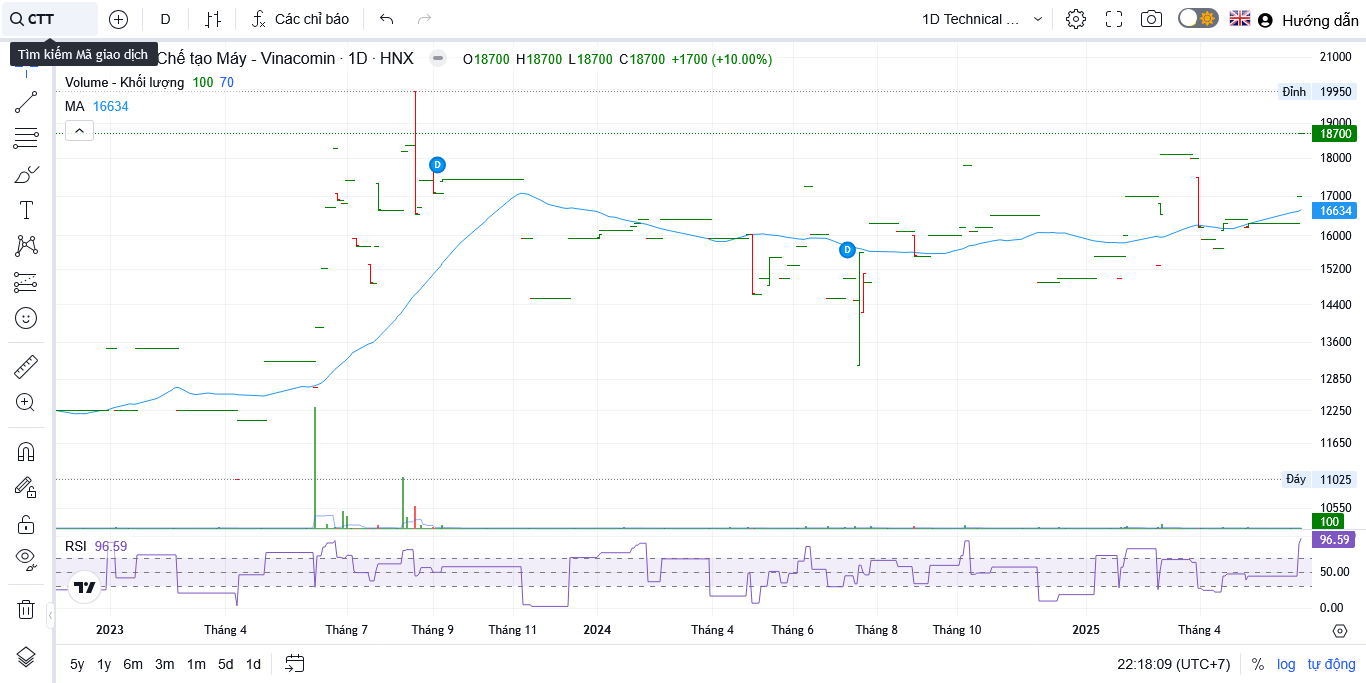 CTT
D
Các chỉ báo
1D Technical ...
Hướng dẫn
Tìm kiếm Mã giao dịch
Chế tạo Máy - Vinacomin · 1D · HNX
O18700 H18700 L18700 C18700 +1700 (+10.00%)
Volume - Khối lượng 100 70
MA 16634
21000
Đỉnh 19950
19000
18700
18000
17000
16634
16000
15200
14400
13600
12850
12250
11650
Đáy 11025
10550
100
D
D
RSI 96.59
96.59
50.00
0.00
2023 Tháng 4 Tháng 7 Tháng 9 Tháng 11 2024 Tháng 4 Tháng 6 Tháng 8 Tháng 10 2025 Tháng 4
5y 1y 6m 3m 1m 5d 1d
22:18:09 (UTC+7) % log tự động